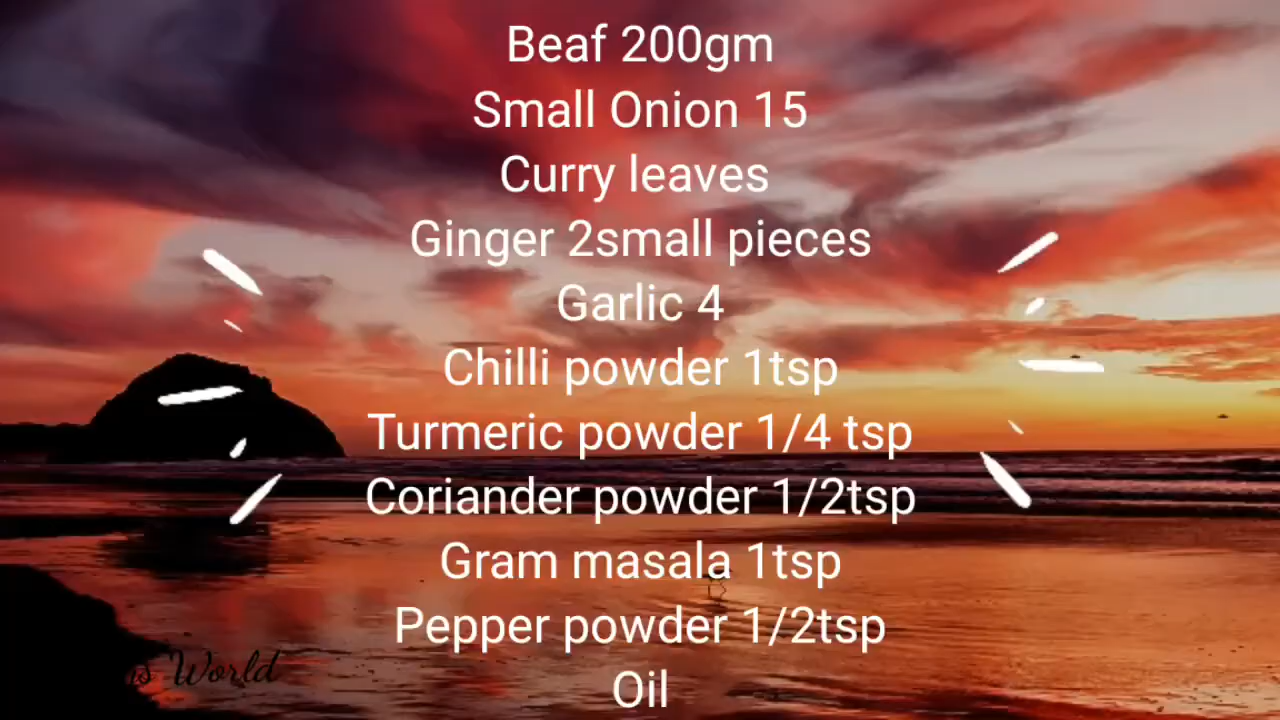 Beaf 200gm
Small Onion 15
Curry leaves
Ginger 2small pieces
Garlic 4
Chilli powder 1tsp
Turmeric powder 1/4 tsp
Coriander powder 1/2tsp
Gram masala 1tsp
Pepper powder 1/2tsp
World
Oil